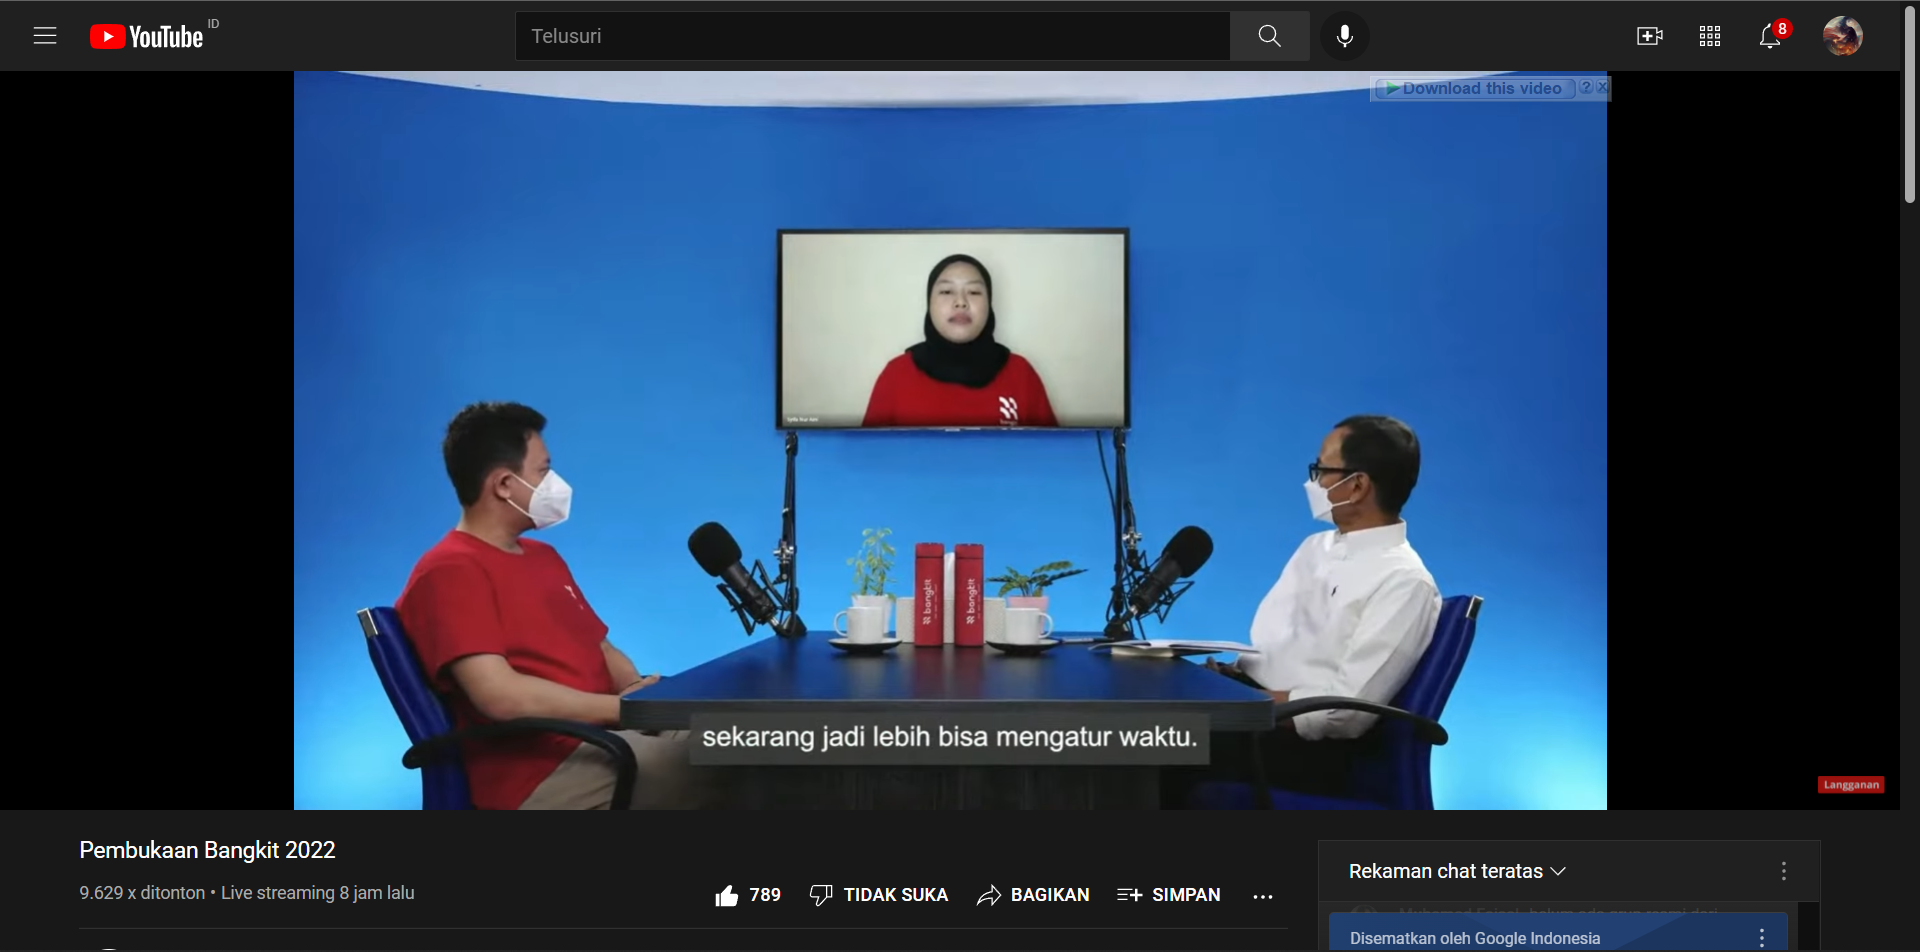 YouTube ID
Telusuri
8
Download this video ? X
bangkit bangkit
sekarang jadi lebih bisa mengatur waktu.
Langganan
Pembukaan Bangkit 2022
9.629 x ditonton • Live streaming 8 jam lalu
789 TIDAK SUKA BAGIKAN SIMPAN
Rekaman chat teratas
Disematkan oleh Google Indonesia